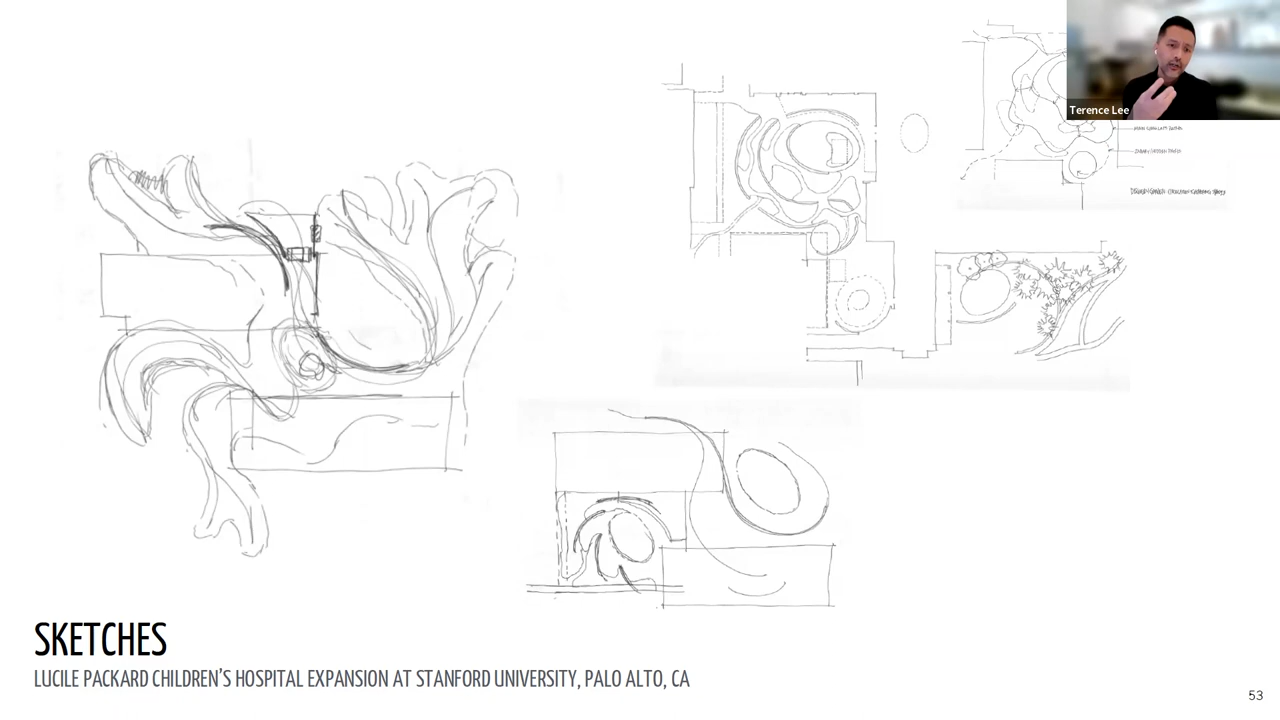 Terence Lee
SKETCHES
LUCILE PACKARD CHILDREN'S HOSPITAL EXPANSION AT STANFORD UNIVERSITY, PALO ALTO, CA
53